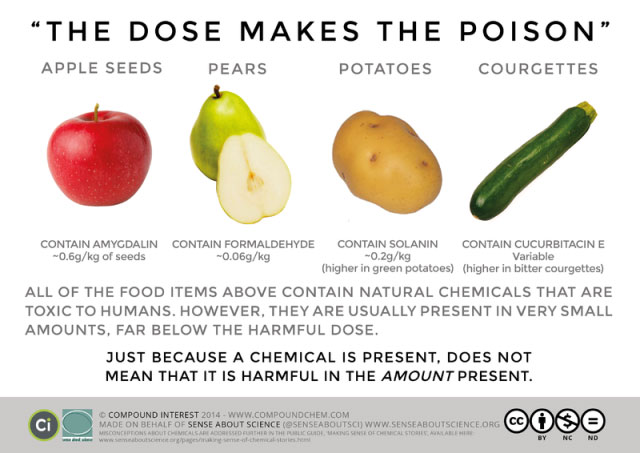 “THE DOSE MAKES THE POISON”
APPLE SEEDS PEARS POTATOES COURGETTES
CONTAIN AMYGDALIN CONTAIN FORMALDEHYDE CONTAIN SOLANIN CONTAIN CUCURBITACIN E
~0.6g/kg of seeds ~0.06g/kg ~0.2g/kg Variable
(higher in green potatoes) (higher in bitter courgettes)
ALL OF THE FOOD ITEMS ABOVE CONTAIN NATURAL CHEMICALS THAT ARE
TOXIC TO HUMANS. HOWEVER, THEY ARE USUALLY PRESENT IN VERY SMALL
AMOUNTS, FAR BELOW THE HARMFUL DOSE.
JUST BECAUSE A CHEMICAL IS PRESENT, DOES NOT
MEAN THAT IT IS HARMFUL IN THE AMOUNT PRESENT.
Ci
sense about science
© COMPOUND INTEREST 2014 - WWW.COMPOUNDCHEM.COM
MADE ON BEHALF OF SENSE ABOUT SCIENCE (@SENSEABOUTSCI) WWW.SENSEABOUTSCIENCE.ORG
MISCONCEPTIONS ABOUT CHEMICALS ARE ADDRESSED FURTHER IN THE PUBLIC GUIDE, 'MAKING SENSE OF CHEMICAL STORIES', AVAILABLE HERE:
www.senseaboutscience.org/pages/making-sense-of-chemical-stories.html
CC $
BY NC ND